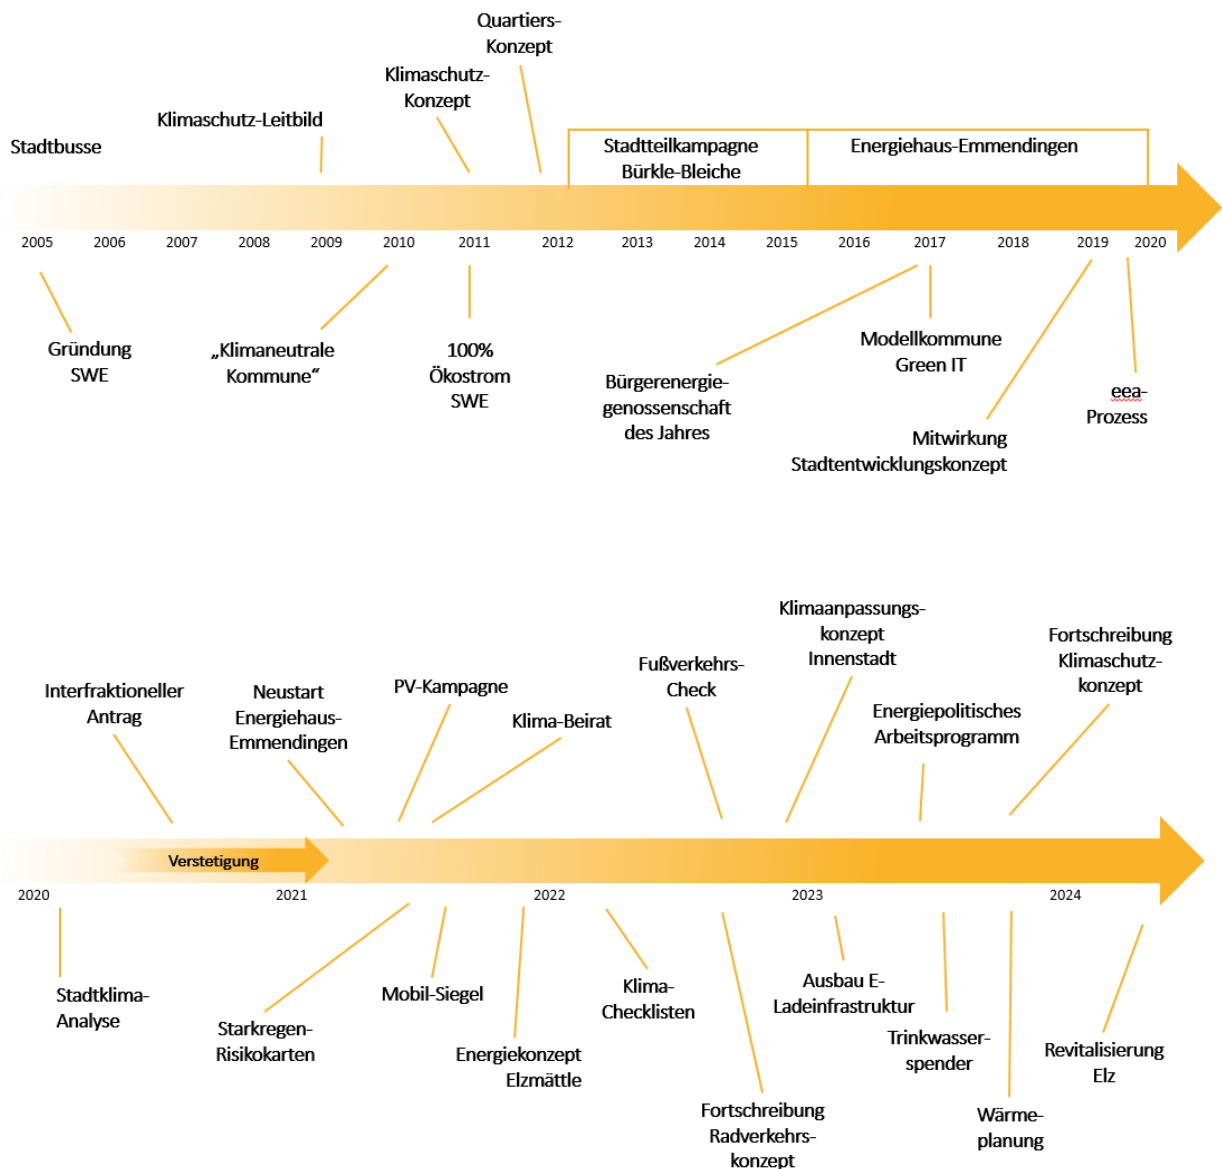 Quartiers-
Konzept
Klimaschutz-
Konzept
Klimaschutz-Leitbild
Stadtbusse
Stadtteilkampagne
Bürkle-Bleiche
Energiehaus-Emmendingen
2005 2006 2007 2008 2009 2010 2011 2012 2013 2014 2015 2016 2017 2018 2019 2020
Gründung
SWE
„Klimaneutrale
Kommune“
100%
Ökostrom
SWE
Bürgerenergie-
genossenschaft
des Jahres
Modellkommune
Green IT
Mitwirkung
Stadtentwicklungskonzept
eea-
Prozess
Interfraktioneller
Antrag
Neustart
Energiehaus-
Emmendingen
PV-Kampagne
Klima-Beirat
Fußverkehrs-
Check
Klimaanpassungs-
konzept
Innenstadt
Energiepolitisches
Arbeitsprogramm
Fortschreibung
Klimaschutz-
konzept
Verstetigung
2020 2021 2022 2023 2024
Stadtklima-
Analyse
Starkregen-
Risikokarten
Mobil-Siegel
Energiekonzept
Elzmättle
Klima-
Checklisten
Fortschreibung
Radverkehrs-
konzept
Ausbau E-
Ladeinfrastruktur
Trinkwasser-
spender
Wärme-
planung
Revitalisierung
Elz